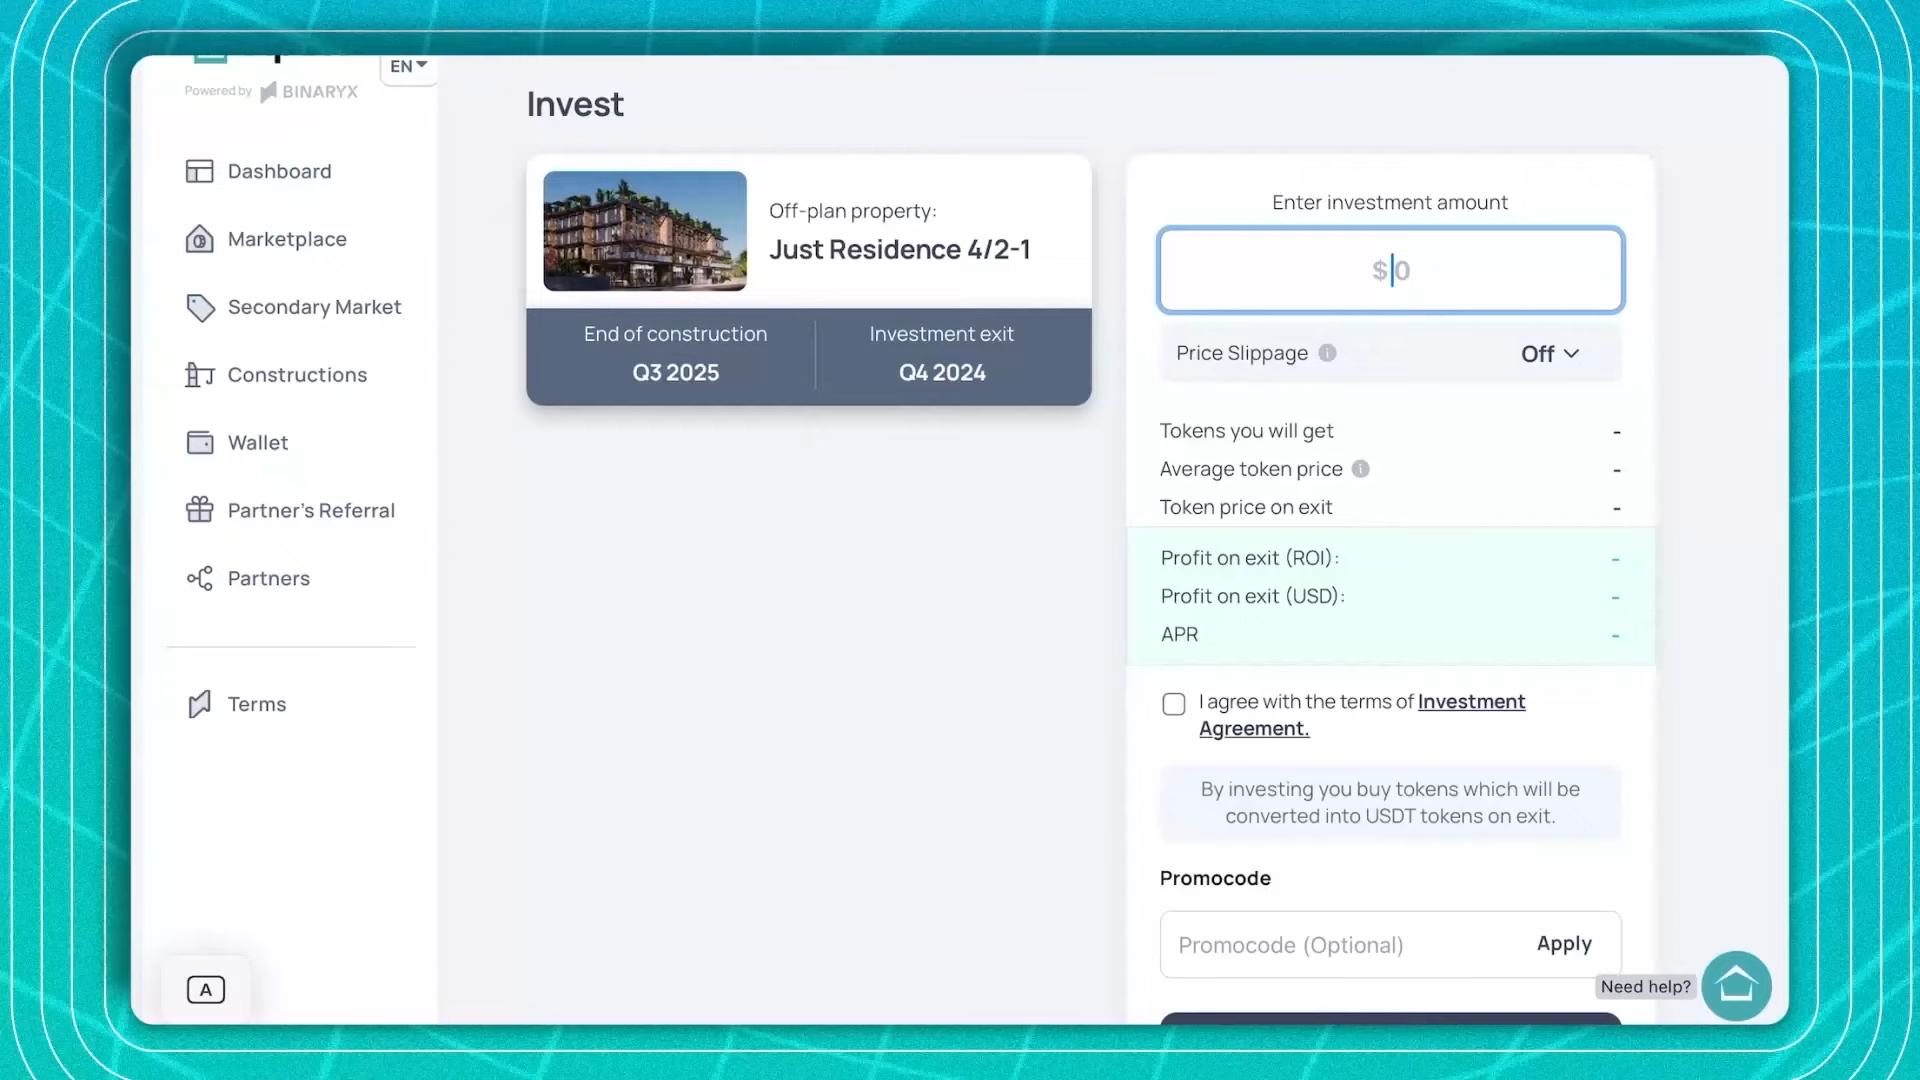 Powered by BINARYX
EN
Dashboard
Marketplace
Secondary Market
Constructions
Wallet
Partner's Referral
Partners
Terms
A
Invest
Off-plan property:
Just Residence 4/2-1
End of construction
Q3 2025
Investment exit
Q4 2024
Enter investment amount
$0
Price Slippage
Off
Tokens you will get -
Average token price -
Token price on exit -
Profit on exit (ROI): -
Profit on exit (USD): -
APR -
I agree with the terms of Investment
Agreement.
By investing you buy tokens which will be
converted into USDT tokens on exit.
Promocode
Promocode (Optional)
Apply
Need help?